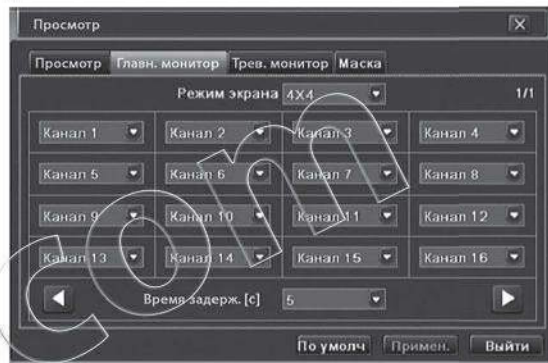 Просмотр
Просмотр Главн. монитор Трев. монитор Маска
Режим экрана 4X4 1/1
Канал 1 Канал 2 Канал 3 Канал 4
Канал 5 Канал 6 Канал 7 Канал 8
Канал 9 Канал 10 Канал 11 Канал 12
Канал 13 Канал 14 Канал 15 Канал 16
Время задерж. [с] 5
По умолч Примен. Выйти
com